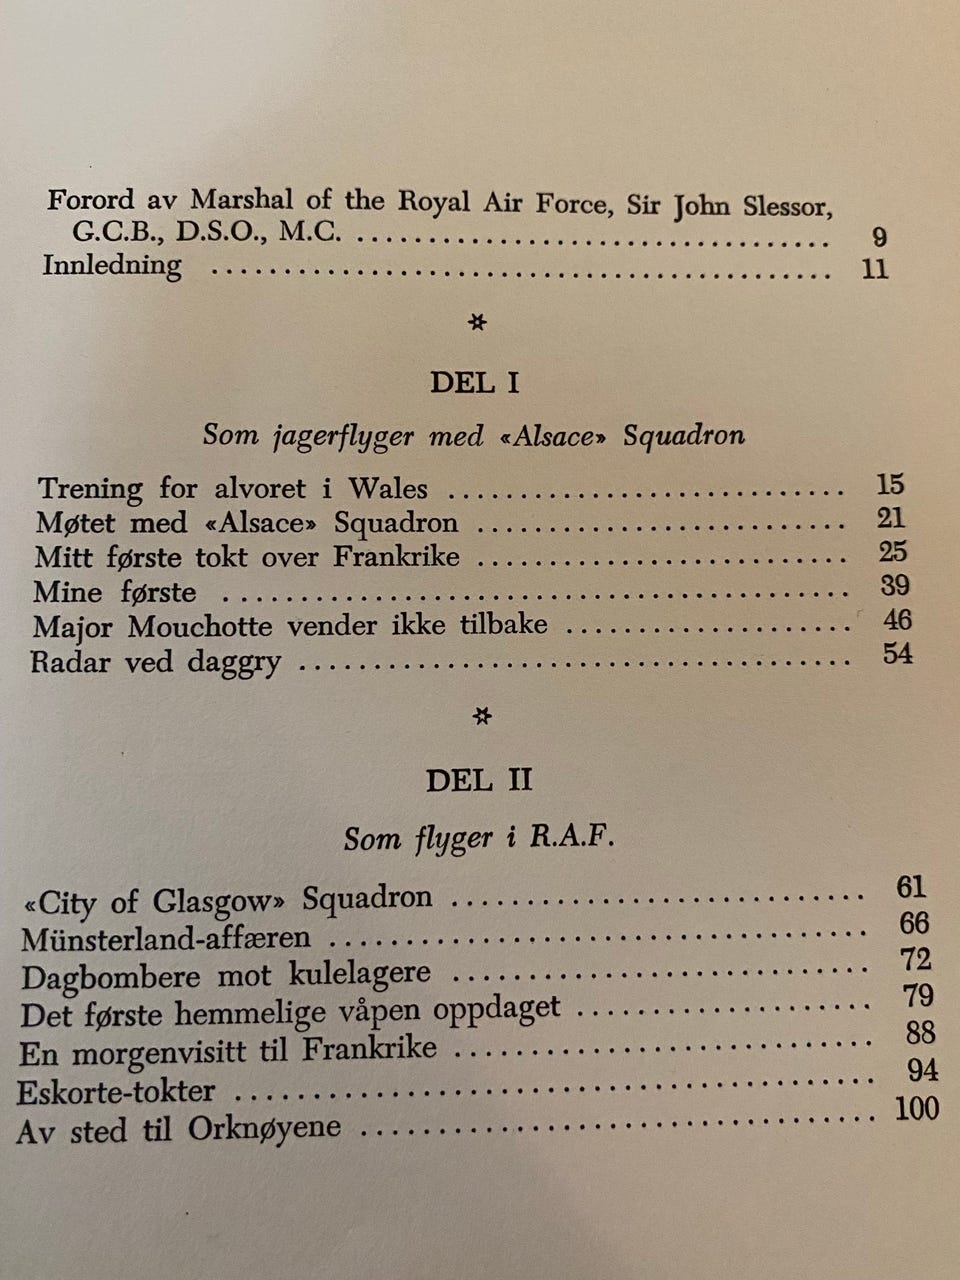 Forord av Marshal of the Royal Air Force, Sir John Slessor,
G.C.B., D.S.O., M.C. ........................................ 9
Innledning ........................................ 11
*
DEL I
Som jagerflyger med «Alsace» Squadron
Trening for alvoret i Wales .............................. 15
Møtet med «Alsace» Squadron ............................ 21
Mitt første tokt over Frankrike ............................ 25
Mine første ........................................ 39
Major Mouchotte vender ikke tilbake ...................... 46
Radar ved daggry .................................... 54
*
DEL II
Som flyger i R.A.F.
«City of Glasgow» Squadron .............................. 61
Münsterland-affæren .................................... 66
Dagbombere mot kulelagere .............................. 72
Det første hemmelige våpen oppdaget ...................... 79
En morgenvisitt til Frankrike .............................. 88
Eskorte-tokter ........................................ 94
Av sted til Orknøyene .................................. 100